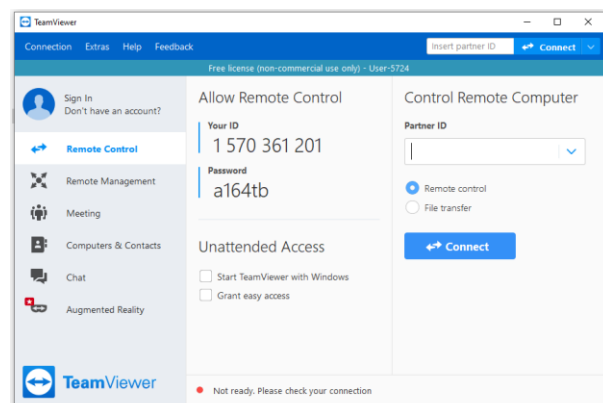 TeamViewer
Connection Extras Help Feedback
Insert partner ID
Connect
Free license (non-commercial use only) - User-5724
Sign In
Don't have an account?
Remote Control
Remote Management
Meeting
Computers & Contacts
Chat
Augmented Reality
TeamViewer
Allow Remote Control
Your ID
1 570 361 201
Password
a164tb
Unattended Access
Start TeamViewer with Windows
Grant easy access
Control Remote Computer
Partner ID
Remote control
File transfer
Connect
Not ready. Please check your connection